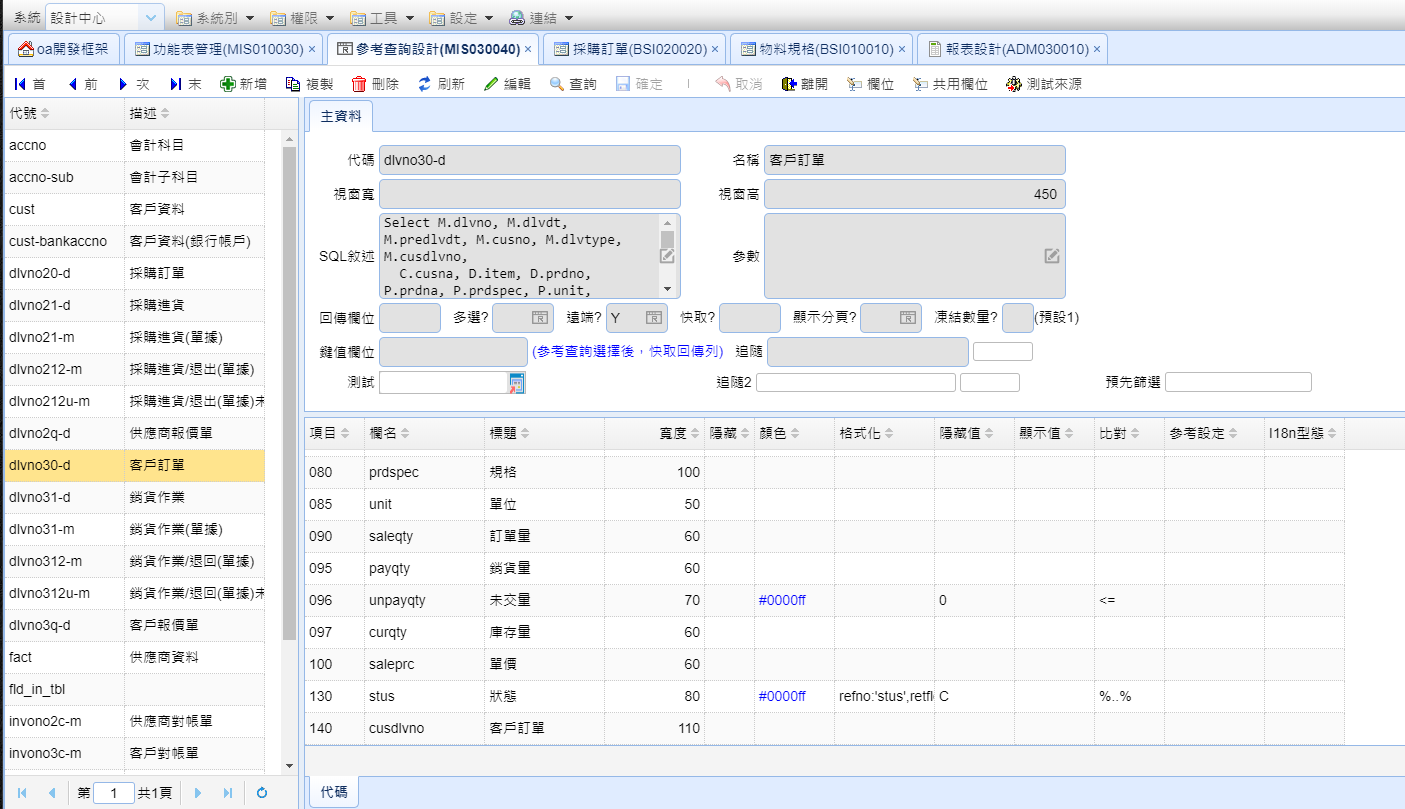 系統 設計中心 系統別 權限 工具 設定 連結
oa開發框架 功能表管理(MIS010030) × 參考查詢設計(MIS030040) × 採購訂單(BSI020020) × 物料規格(BSI010010) × 報表設計(ADM030010) ×
首 前 次 末 新增 複製 刪除 刷新 編輯 查詢 確定 取消 離開 欄位 共用欄位 測試來源
代號 描述
accno 會計科目
accno-sub 會計子科目
cust 客戶資料
cust-bankaccno 客戶資料(銀行帳戶)
dlvno20-d 採購訂單
dlvno21-d 採購進貨
dlvno21-m 採購進貨(單據)
dlvno212-m 採購進貨/退出(單據)
dlvno212u-m 採購進貨/退出(單據)未
dlvno2q-d 供應商報價單
dlvno30-d 客戶訂單
dlvno31-d 銷貨作業
dlvno31-m 銷貨作業(單據)
dlvno312-m 銷貨作業/退回(單據)
dlvno312u-m 銷貨作業/退回(單據)未
dlvno3q-d 客戶報價單
fact 供應商資料
fld_in_tbl
invono2c-m 供應商對帳單
invono3c-m 客戶對帳單
第 1 共1頁
主資料
代碼 dlvno30-d 名稱 客戶訂單
視窗寬 視窗高 450
SQL敘述 Select M.dlvno, M.dlvdt,
M.predlvdt, M.cusno, M.dlvtype,
M.cusdlvno,
C.cusna, D.item, D.prdno,
P.prdna, P.prdspec, P.unit,
參數
回傳欄位 多選? 遠端? Y 快取? 顯示分頁? 凍結數量? (預設1)
鍵值欄位 (參考查詢選擇後，快取回傳列) 追隨
測試 追隨2 預先篩選
項目 欄名 標題 寬度 隱藏 顏色 格式化 隱藏值 顯示值 比對 參考設定 I18n型態
080 prdspec 規格 100
085 unit 單位 50
090 saleqty 訂單量 60
095 payqty 銷貨量 60
096 unpayqty 未交量 70 #0000ff 0 <=
097 curqty 庫存量 60
100 saleprc 單價 60
130 stus 狀態 80 #0000ff refno:'stus',retfl C %..%
140 cusdlvno 客戶訂單 110
代碼